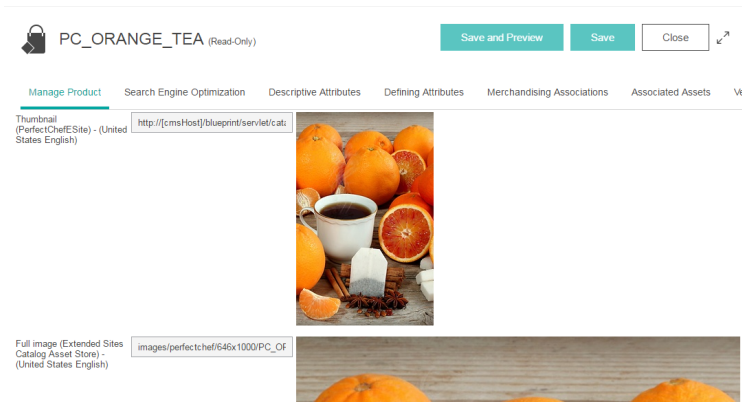 PC_ORANGE_TEA (Read-Only)
Save and Preview
Save
Close
Manage Product
Search Engine Optimization
Descriptive Attributes
Defining Attributes
Merchandising Associations
Associated Assets
Thumbnail
(PerfectChefESite) - (United
States English)
http://[cmsHost]/blueprint/servlet/cata
Full image (Extended Sites
Catalog Asset Store) -
(United States English)
images/perfectchef/646x1000/PC_OF